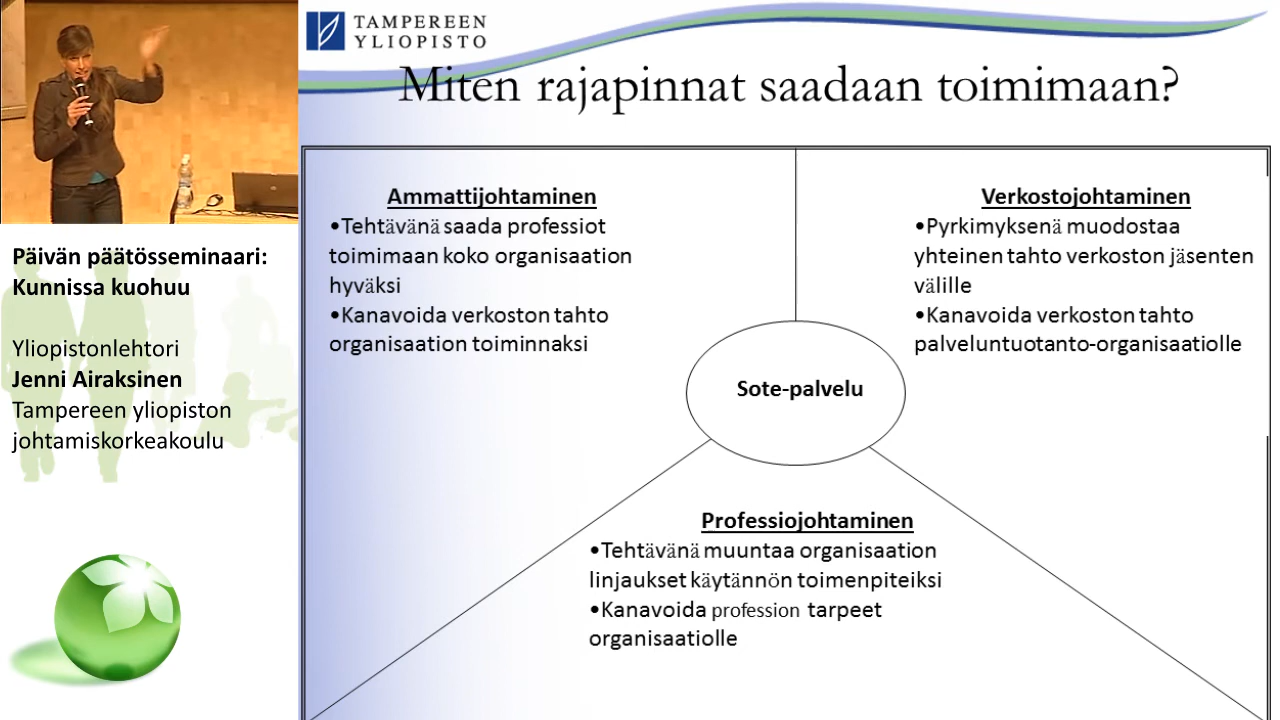 TAMPEREEN
YLIOPISTO
Miten rajapinnat saadaan toimimaan?
Päivän päätösseminaari:
Kunnissa kuohuu
Yliopistonlehtori
Jenni Airaksinen
Tampereen yliopiston
johtamiskorkeakoulu
Ammattijohtaminen
•Tehtävänä saada professiot
toimimaan koko organisaation
hyväksi
•Kanavoida verkoston tahto
organisaation toiminnaksi
Verkostojohtaminen
•Pyrkimyksenä muodostaa
yhteinen tahto verkoston jäsenten
välille
•Kanavoida verkoston tahto
palveluntuotanto-organisaatiolle
Sote-palvelu
Professiojohtaminen
•Tehtävänä muuntaa organisaation
linjaukset käytännön toimenpiteiksi
•Kanavoida profession tarpeet
organisaatiolle